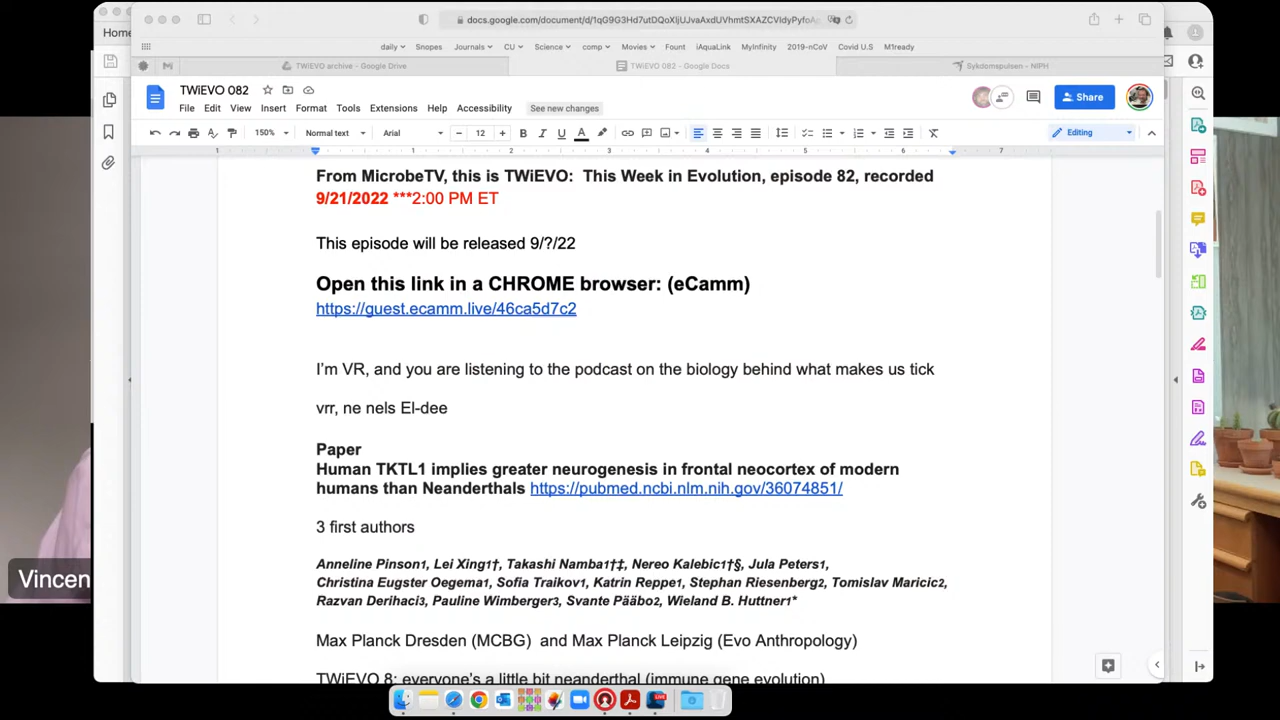 Home
docs.google.com/document/d/1qG9G3Hd7utDQoXljUJvaAxdUVhmtSXAZCVldyPyfoA
daily Snopes Journals CU Science comp Movies Fount iAquaLink MyInfinity 2019-nCoV Covid U.S M1ready
TWiEVO archive - Google Drive TWiEVO 082 - Google Docs Sykdomspulsen – NIPH
TWiEVO 082
File Edit View Insert Format Tools Extensions Help Accessibility See new changes
Share
150% Normal text Arial 12 Editing
1 1 2 3 4 5 6 7
From MicrobeTV, this is TWiEVO: This Week in Evolution, episode 82, recorded
9/21/2022 ***2:00 PM ET
This episode will be released 9/?/22
Open this link in a CHROME browser: (eCamm)
https://guest.ecamm.live/46ca5d7c2
I'm VR, and you are listening to the podcast on the biology behind what makes us tick
vrr, ne nels El-dee
Paper
Human TKTL1 implies greater neurogenesis in frontal neocortex of modern
humans than Neanderthals https://pubmed.ncbi.nlm.nih.gov/36074851/
3 first authors
Anneline Pinson1, Lei Xing1†, Takashi Namba1†‡, Nereo Kalebic1†§, Jula Peters1,
Christina Eugster Oegema1, Sofia Traikov1, Katrin Reppe1, Stephan Riesenberg2, Tomislav Maricic2,
Razvan Derihaci3, Pauline Wimberger3, Svante Pääbo2, Wieland B. Huttner1*
Max Planck Dresden (MCBG) and Max Planck Leipzig (Evo Anthropology)
TWiEVO 8: everyone's a little bit neanderthal (immune gene evolution)
Vincen